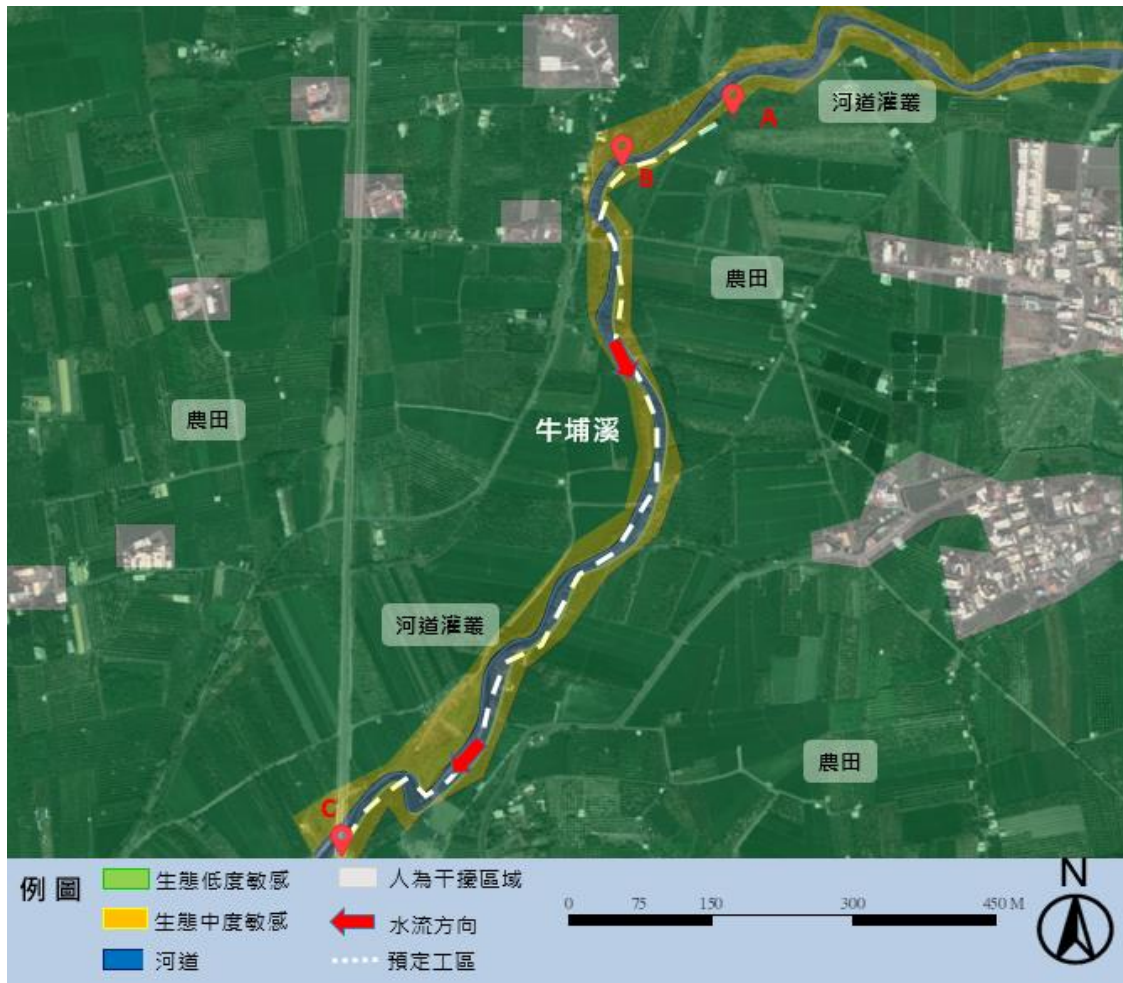 A
河道灌叢
B
農田
農田
牛埔溪
河道灌叢
農田
C
例圖
生態低度敏感
人為干擾區域
生態中度敏感
水流方向
河道
預定工區
0 75 150 300 450 M
N